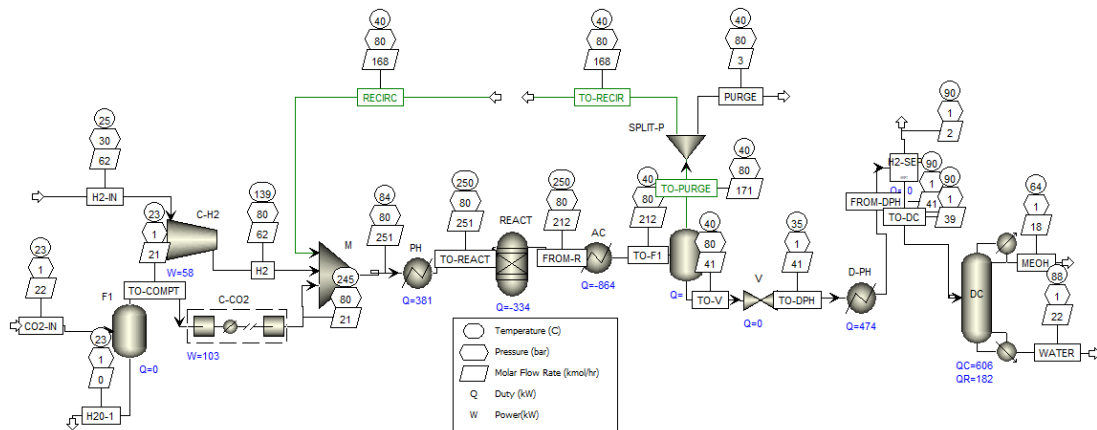 40
80
168
40
80
168
40
80
3
RECIRC
TO-RECIR
PURGE
SPLIT-P
25
30
62
H2-IN
23
1
21
C-H2
W=58
139
80
62
H2
84
80
251
M
245
80
21
PH
Q=381
250
80
251
TO-REACT
REACT
Q=-334
250
80
212
FROM-R
AC
Q=-864
40
80
212
TO-F1
40
80
171
TO-PURGE
Q=
40
80
41
TO-V
V
Q=0
35
1
41
TO-DPH
D-PH
Q=474
90
1
2
H2-SEP
0
90
1
41
FROM-DPH
90
1
39
TO-DC
64
1
18
MEOH
DC
88
1
22
WATER
QC=606
QR=182
23
1
22
CO2-IN
F1
Q=0
TO-COMPT
C-CO2
W=103
23
1
0
H20-1
Temperature (C)
Pressure (bar)
Molar Flow Rate (kmol/hr)
Q Duty (kW)
W Power(kW)